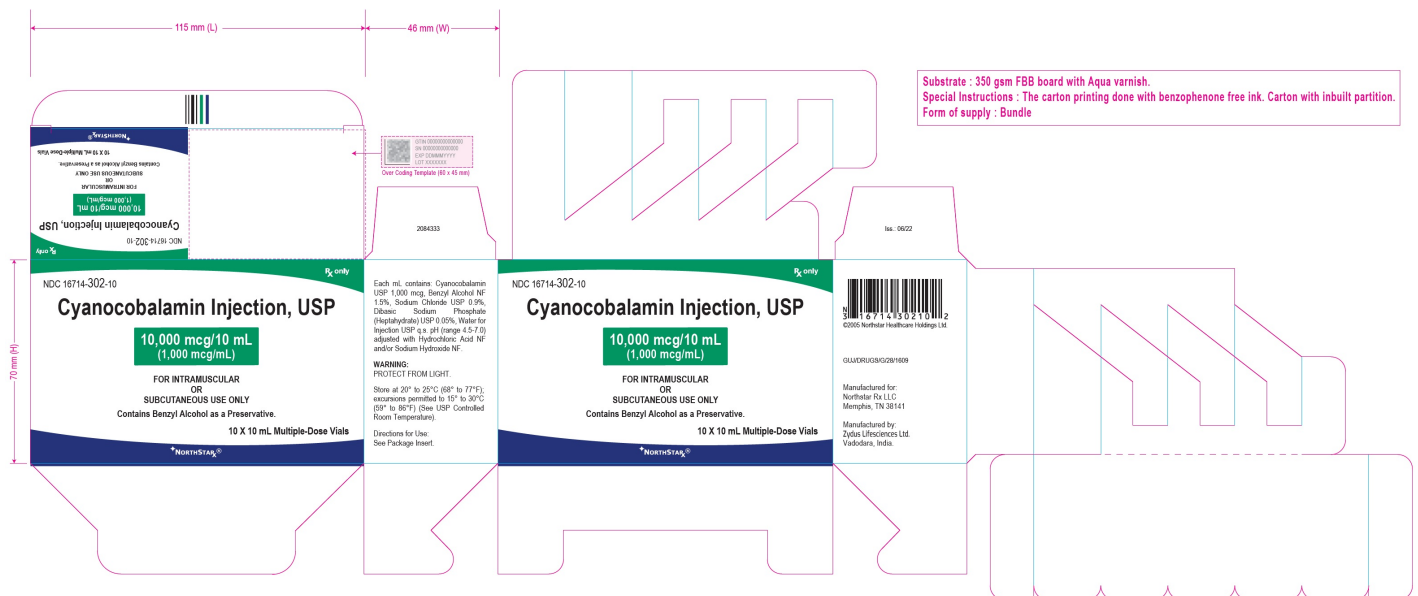 115 mm (L)
46 mm (W)
Substrate : 350 gsm FBB board with Aqua varnish.
Special Instructions : The carton printing done with benzophenone free ink. Carton with inbuilt partition.
Form of supply : Bundle
GTIN 00000000000000
SN 00000000000000
EXP DDMMMYYYY
LOT XXXXXXX
Over Coding Template (60 x 45 mm)
Rx only
NDC 16714-302-10
Cyanocobalamin Injection, USP
10,000 mcg/10 mL
(1,000 mcg/mL)
FOR INTRAMUSCULAR
OR
SUBCUTANEOUS USE ONLY
Contains Benzyl Alcohol as a Preservative.
10 X 10 mL Multiple-Dose Vials
NORTHSTARx®
70 mm (H)
Rx only
NDC 16714-302-10
Cyanocobalamin Injection, USP
10,000 mcg/10 mL
(1,000 mcg/mL)
FOR INTRAMUSCULAR
OR
SUBCUTANEOUS USE ONLY
Contains Benzyl Alcohol as a Preservative.
10 X 10 mL Multiple-Dose Vials
NORTHSTARx®
2084333
Each mL contains: Cyanocobalamin
USP 1,000 mcg, Benzyl Alcohol NF
1.5%, Sodium Chloride USP 0.9%,
Dibasic Sodium Phosphate
(Heptahydrate) USP 0.05%, Water for
Injection USP q.s. pH (range 4.5-7.0)
adjusted with Hydrochloric Acid NF
and/or Sodium Hydroxide NF.
WARNING:
PROTECT FROM LIGHT.
Store at 20° to 25°C (68° to 77°F);
excursions permitted to 15° to 30°C
(59° to 86°F) (See USP Controlled
Room Temperature).
Directions for Use:
See Package Insert.
Rx only
NDC 16714-302-10
Cyanocobalamin Injection, USP
10,000 mcg/10 mL
(1,000 mcg/mL)
FOR INTRAMUSCULAR
OR
SUBCUTANEOUS USE ONLY
Contains Benzyl Alcohol as a Preservative.
10 X 10 mL Multiple-Dose Vials
NORTHSTARx®
Iss.: 06/22
N
3 16714 30210 2
©2005 Northstar Healthcare Holdings Ltd.
GUJ/DRUGS/G/28/1609
Manufactured for:
Northstar Rx LLC
Memphis, TN 38141
Manufactured by:
Zydus Lifesciences Ltd.
Vadodara, India.